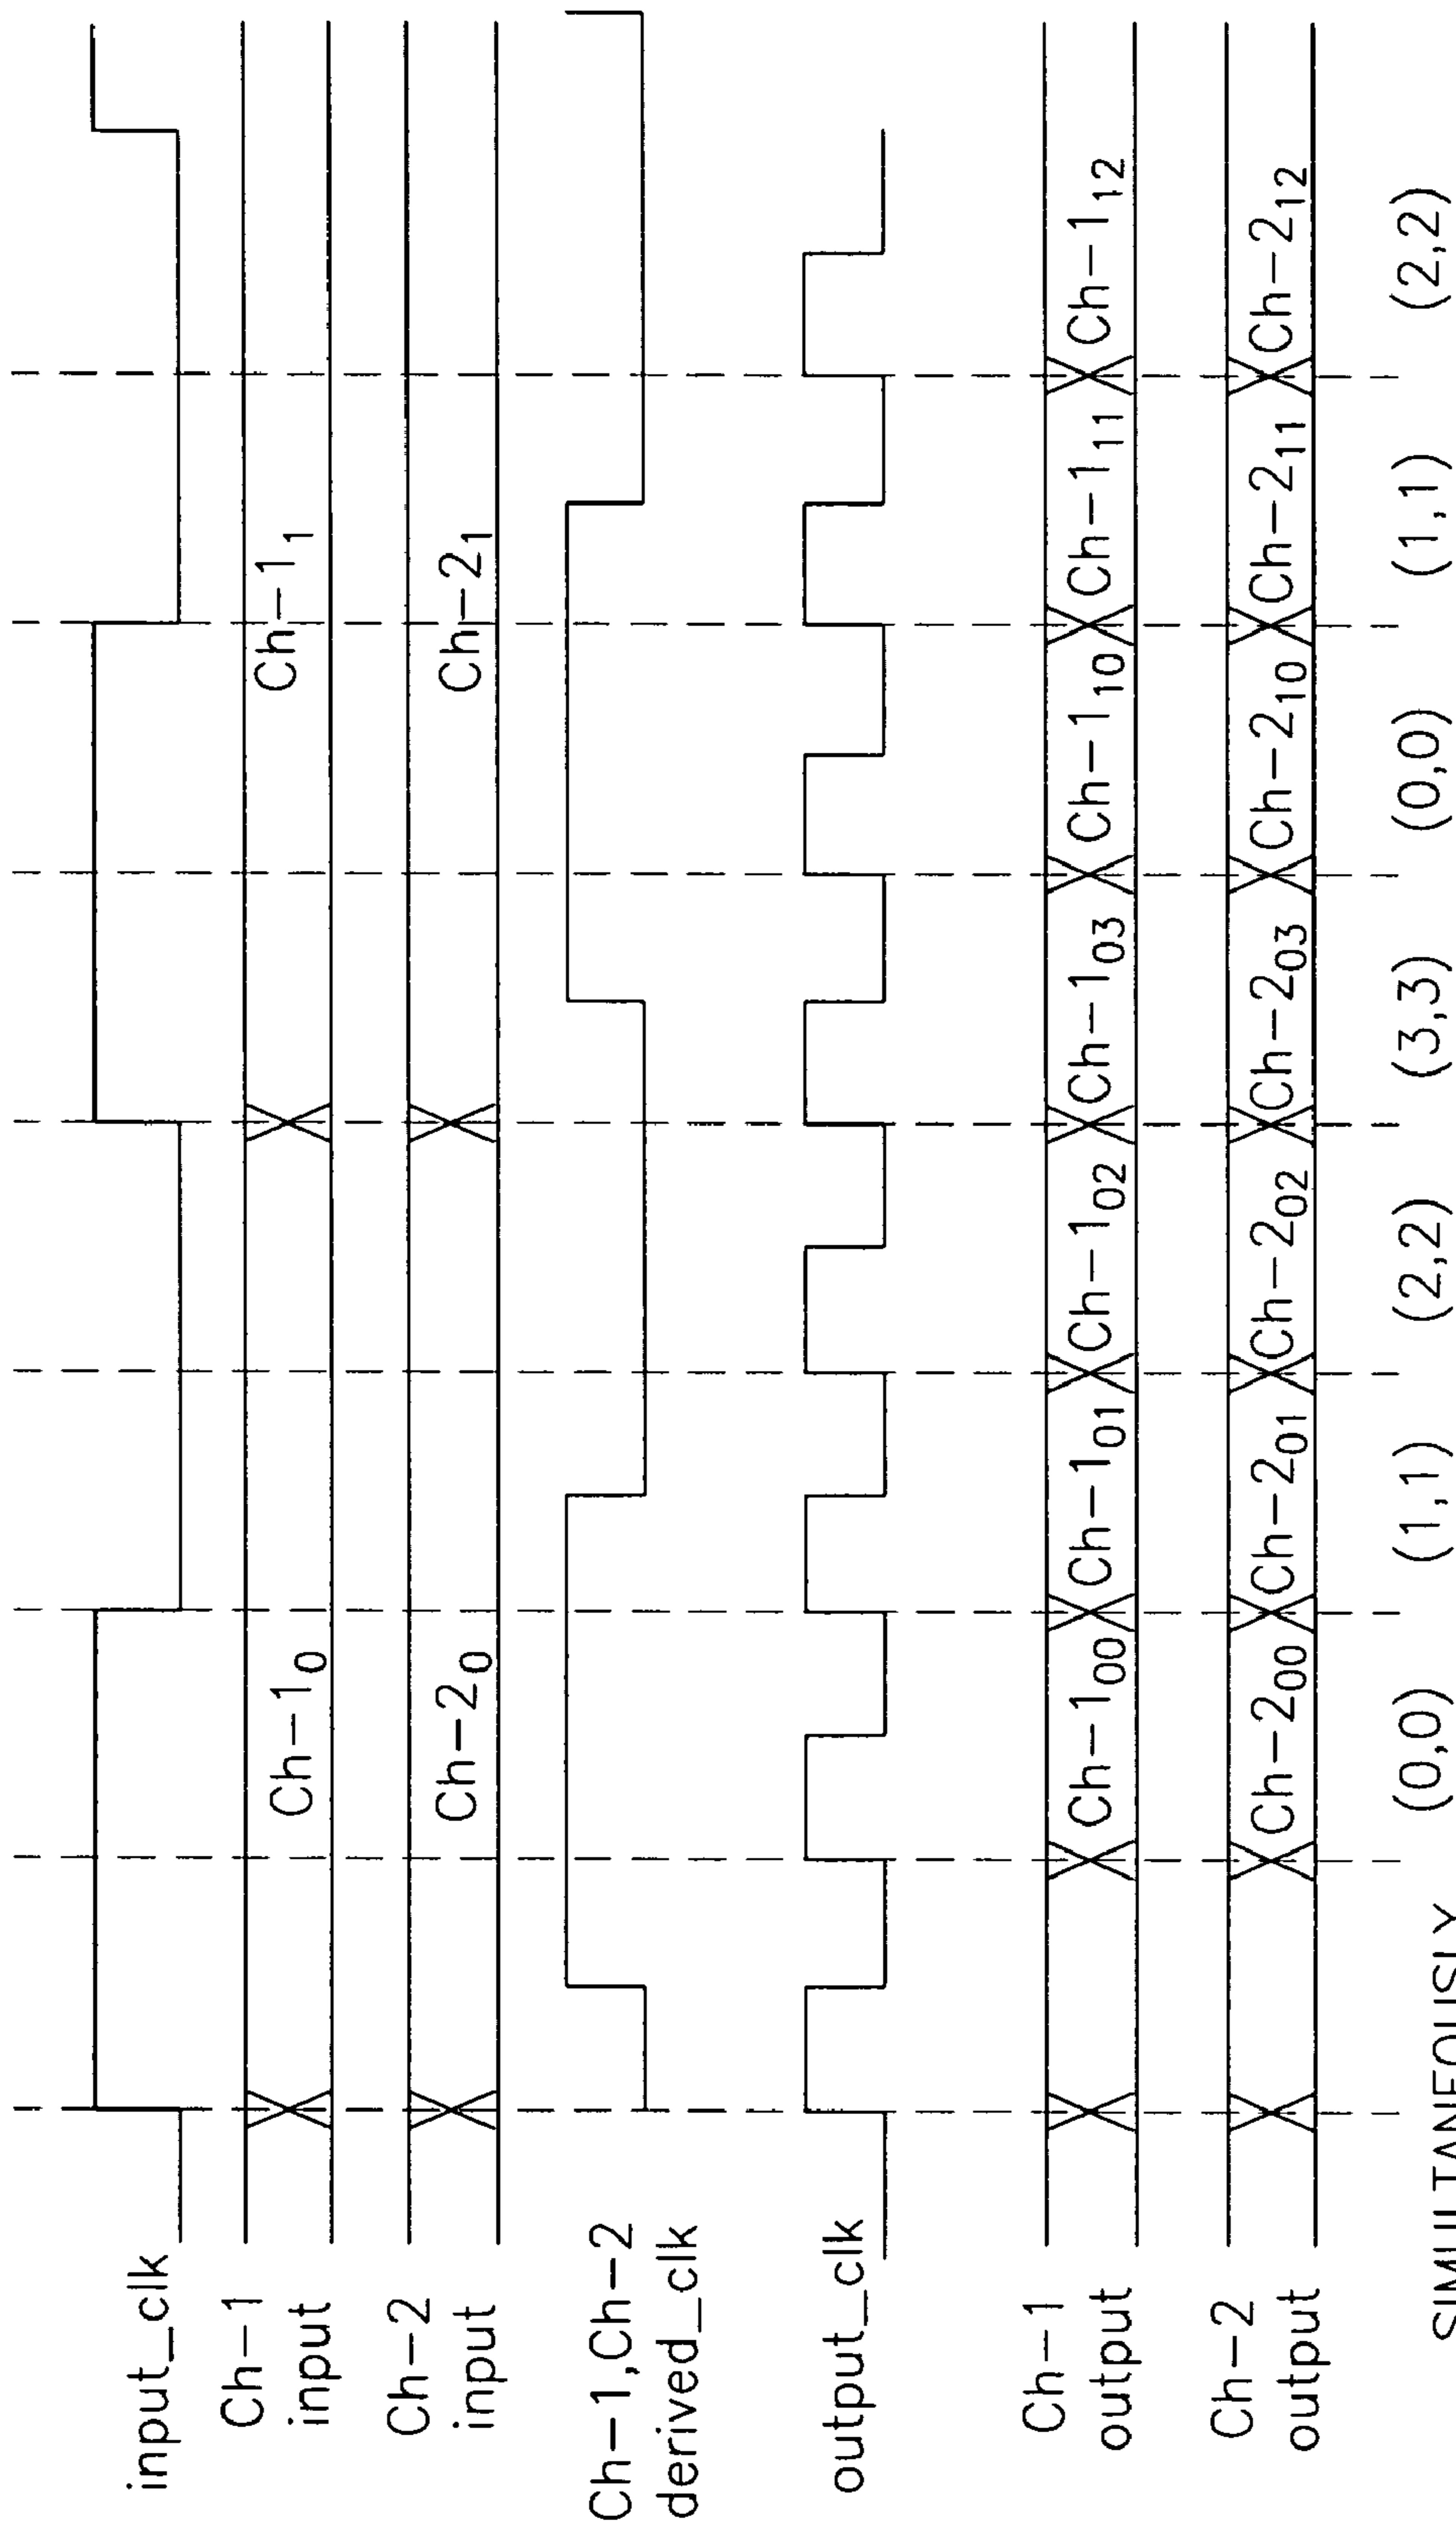 input_clk
Ch-1
input
Ch-1₀
Ch-1₁
Ch-2
input
Ch-2₀
Ch-2₁
Ch-1,Ch-2
derived_clk
output_clk
Ch-1
output
Ch-1₀₀ Ch-1₀₁ Ch-1₀₂ Ch-1₀₃ Ch-1₁₀ Ch-1₁₁ Ch-1₁₂
Ch-2
output
Ch-2₀₀ Ch-2₀₁ Ch-2₀₂ Ch-2₀₃ Ch-2₁₀ Ch-2₁₁ Ch-2₁₂
(0,0) (1,1) (2,2) (3,3) (0,0) (1,1) (2,2)
SIMULTANEOUSLY